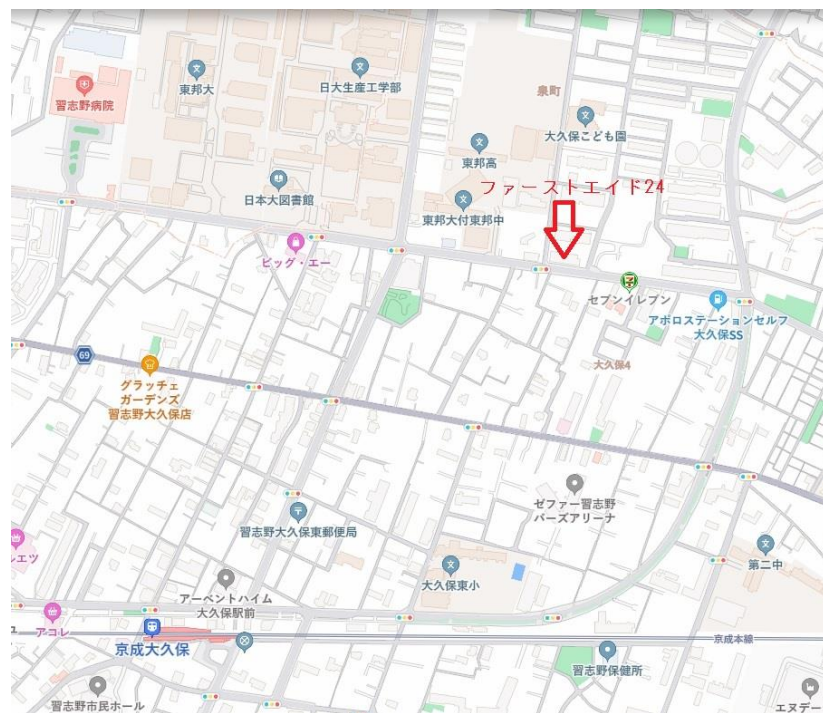 東邦大
日大生産工学部
習志野病院
泉町
大久保こども園
東邦高
ファーストエイド24
日本大図書館
東邦大付東邦中
ビッグ・エー
セブンイレブン
アポロステーションセルフ
大久保SS
69
大久保4
グラッチェ
ガーデンズ
習志野大久保店
ゼファー習志野
バーズアリーナ
習志野大久保東郵便局
ルエツ
大久保東小
第二中
アーベントハイム
大久保駅前
アコレ
京成大久保
京成本線
習志野保健所
習志野市民ホール
エヌデー